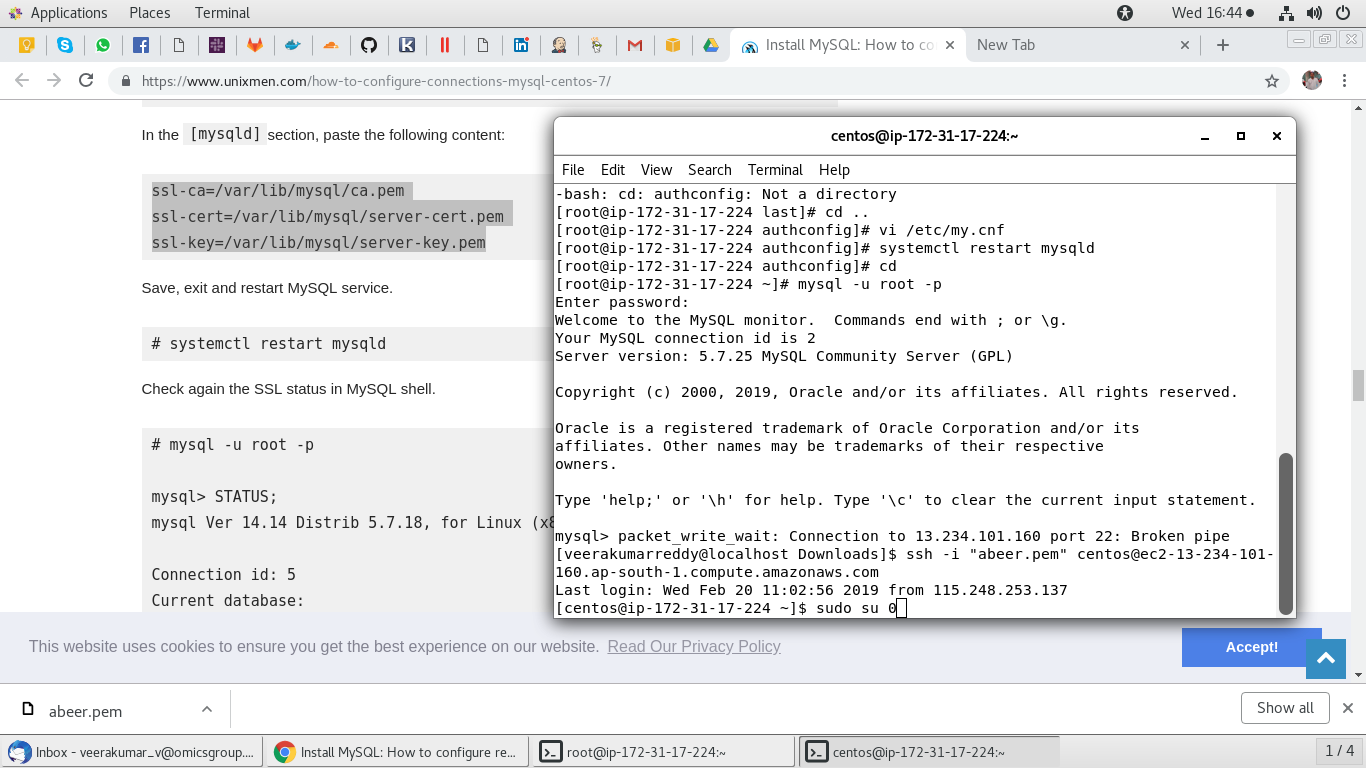 Applications Places Terminal Wed 16:44
Install MySQL: How to co
New Tab
https://www.unixmen.com/how-to-configure-connections-mysql-centos-7/
In the [mysqld] section, paste the following content:
ssl-ca=/var/lib/mysql/ca.pem
ssl-cert=/var/lib/mysql/server-cert.pem
ssl-key=/var/lib/mysql/server-key.pem
Save, exit and restart MySQL service.
# systemctl restart mysqld
Check again the SSL status in MySQL shell.
# mysql -u root -p
mysql> STATUS;
mysql Ver 14.14 Distrib 5.7.18, for Linux (x8
Connection id: 5
Current database:
centos@ip-172-31-17-224:~
File Edit View Search Terminal Help
-bash: cd: authconfig: Not a directory
[root@ip-172-31-17-224 last]# cd ..
[root@ip-172-31-17-224 authconfig]# vi /etc/my.cnf
[root@ip-172-31-17-224 authconfig]# systemctl restart mysqld
[root@ip-172-31-17-224 authconfig]# cd
[root@ip-172-31-17-224 ~]# mysql -u root -p
Enter password:
Welcome to the MySQL monitor.  Commands end with ; or \g.
Your MySQL connection id is 2
Server version: 5.7.25 MySQL Community Server (GPL)
Copyright (c) 2000, 2019, Oracle and/or its affiliates. All rights reserved.
Oracle is a registered trademark of Oracle Corporation and/or its
affiliates. Other names may be trademarks of their respective
owners.
Type 'help;' or '\h' for help. Type '\c' to clear the current input statement.
mysql> packet_write_wait: Connection to 13.234.101.160 port 22: Broken pipe
[veerakumarreddy@localhost Downloads]$ ssh -i "abeer.pem" centos@ec2-13-234-101-
160.ap-south-1.compute.amazonaws.com
Last login: Wed Feb 20 11:02:56 2019 from 115.248.253.137
[centos@ip-172-31-17-224 ~]$ sudo su 0
This website uses cookies to ensure you get the best experience on our website. Read Our Privacy Policy
Accept!
abeer.pem
Show all
Inbox - veerakumar_v@omicsgroup....
Install MySQL: How to configure re...
root@ip-172-31-17-224:~
centos@ip-172-31-17-224:~
1 / 4